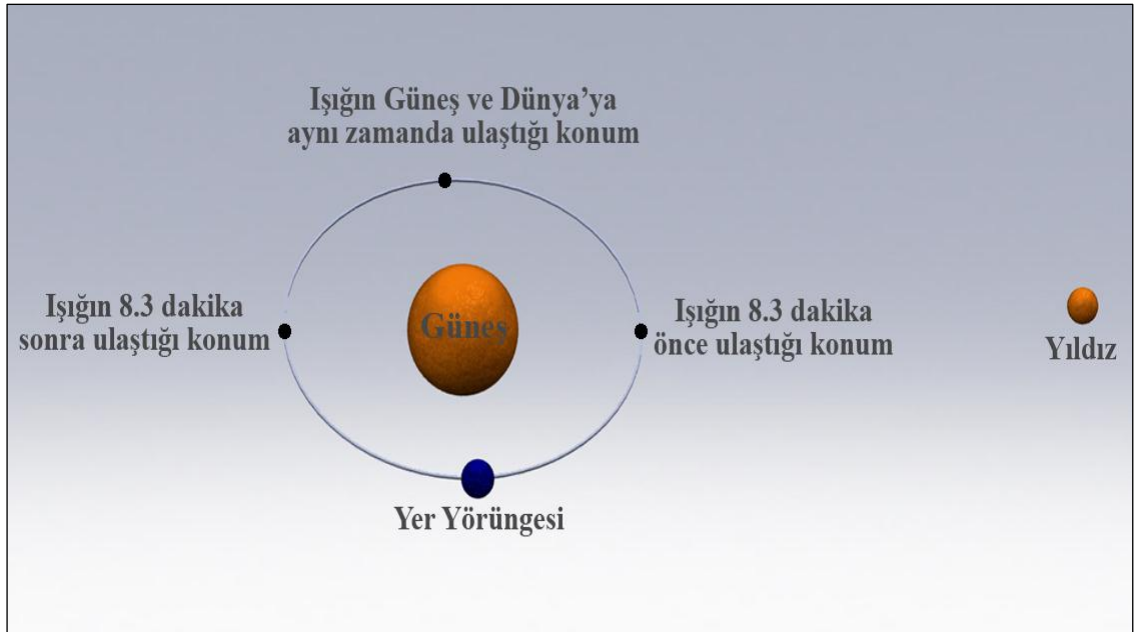 Işığın Güneş ve Dünya’ya
aynı zamanda ulaştığı konum
Işığın 8.3 dakika
sonra ulaştığı konum
Güneş
Işığın 8.3 dakika
önce ulaştığı konum
Yıldız
Yer Yörüngesi